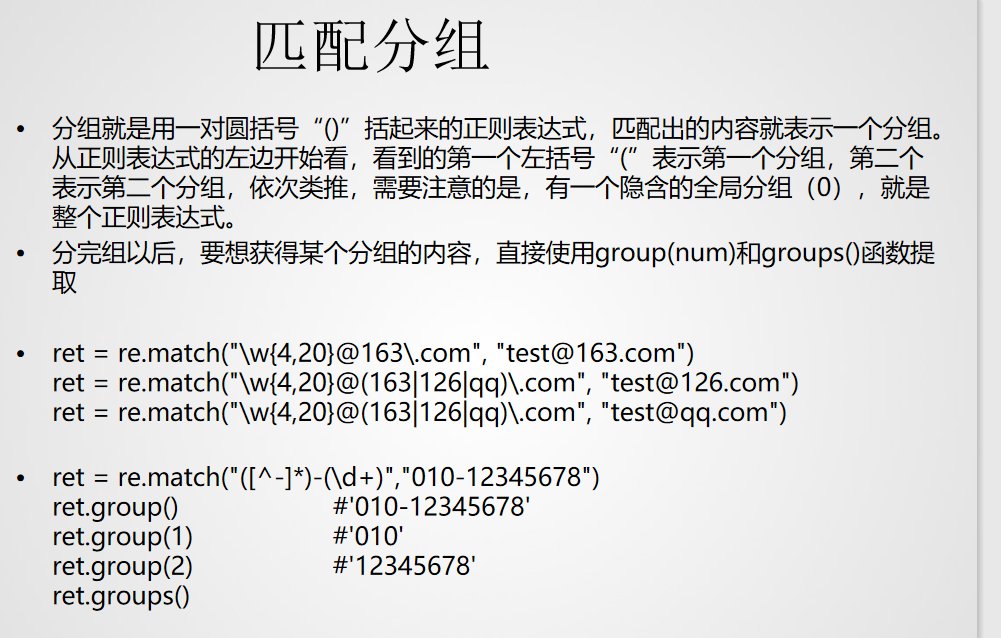 匹配分组
• 分组就是用一对圆括号“()”括起来的正则表达式，匹配出的内容就表示一个分组。
从正则表达式的左边开始看，看到的第一个左括号“(”表示第一个分组，第二个
表示第二个分组，依次类推，需要注意的是，有一个隐含的全局分组（0），就是
整个正则表达式。
• 分完组以后，要想获得某个分组的内容，直接使用group(num)和groups()函数提
取
• ret = re.match("\w{4,20}@163\.com", "test@163.com")
ret = re.match("\w{4,20}@(163|126|qq)\.com", "test@126.com")
ret = re.match("\w{4,20}@(163|126|qq)\.com", "test@qq.com")
• ret = re.match("([^-]*)-(\d+)","010-12345678")
ret.group() #'010-12345678'
ret.group(1) #'010'
ret.group(2) #'12345678'
ret.groups()